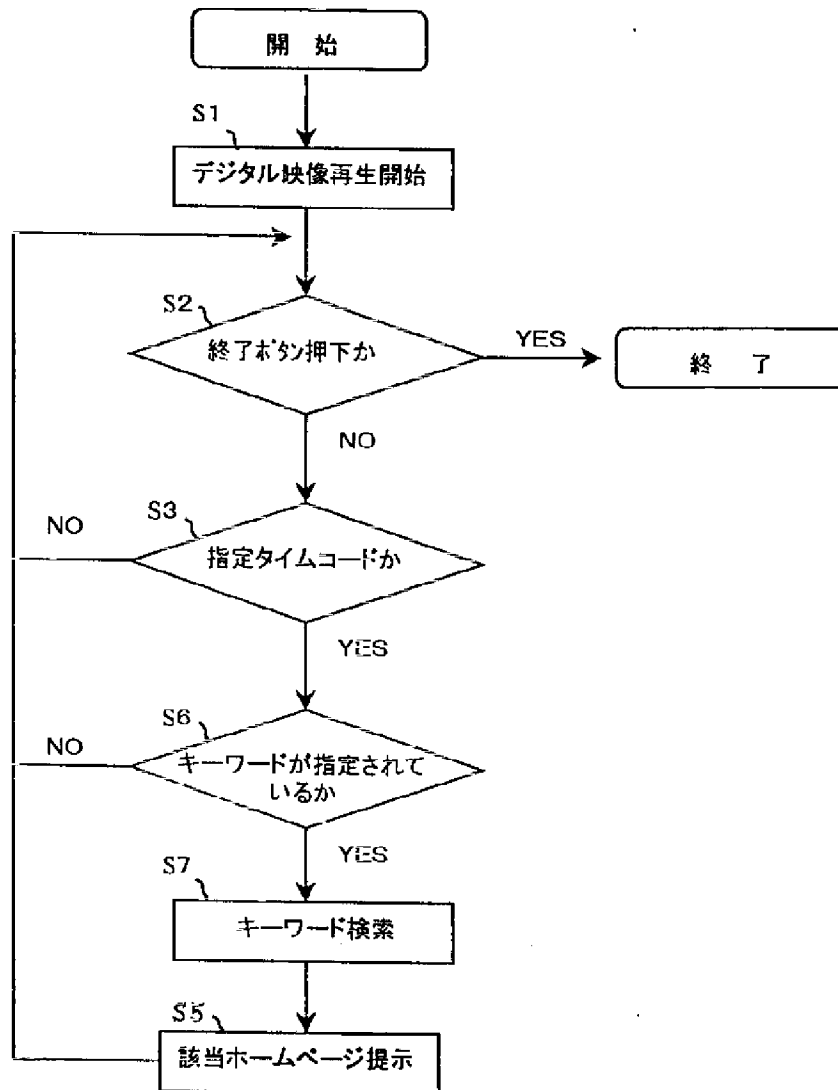 開 始
S1
デジタル映像再生開始
S2
終了ボタン押下か
YES
終 了
NO
S3
NO
指定タイムコードか
YES
S6
NO
キーワードが指定されて
いるか
YES
S7
キーワード検索
S5
該当ホームページ提示